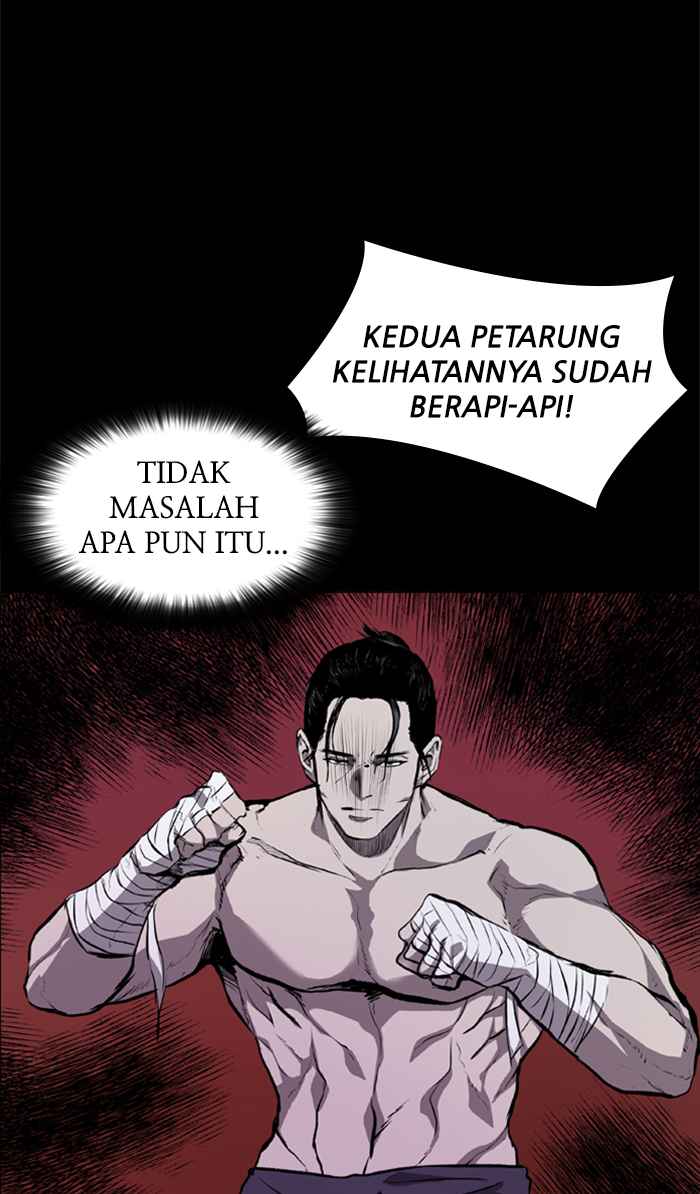 KEDUA PETARUNG
KELIHATANNYA SUDAH
BERAPI-API!
TIDAK
MASALAH
APA PUN ITU...